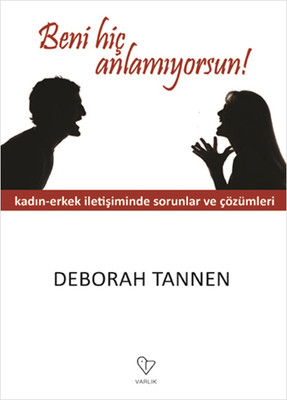 Beni hiç
anlamıyorsun!
kadın-erkek iletişiminde sorunlar ve çözümleri
DEBORAH TANNEN
VARLIK